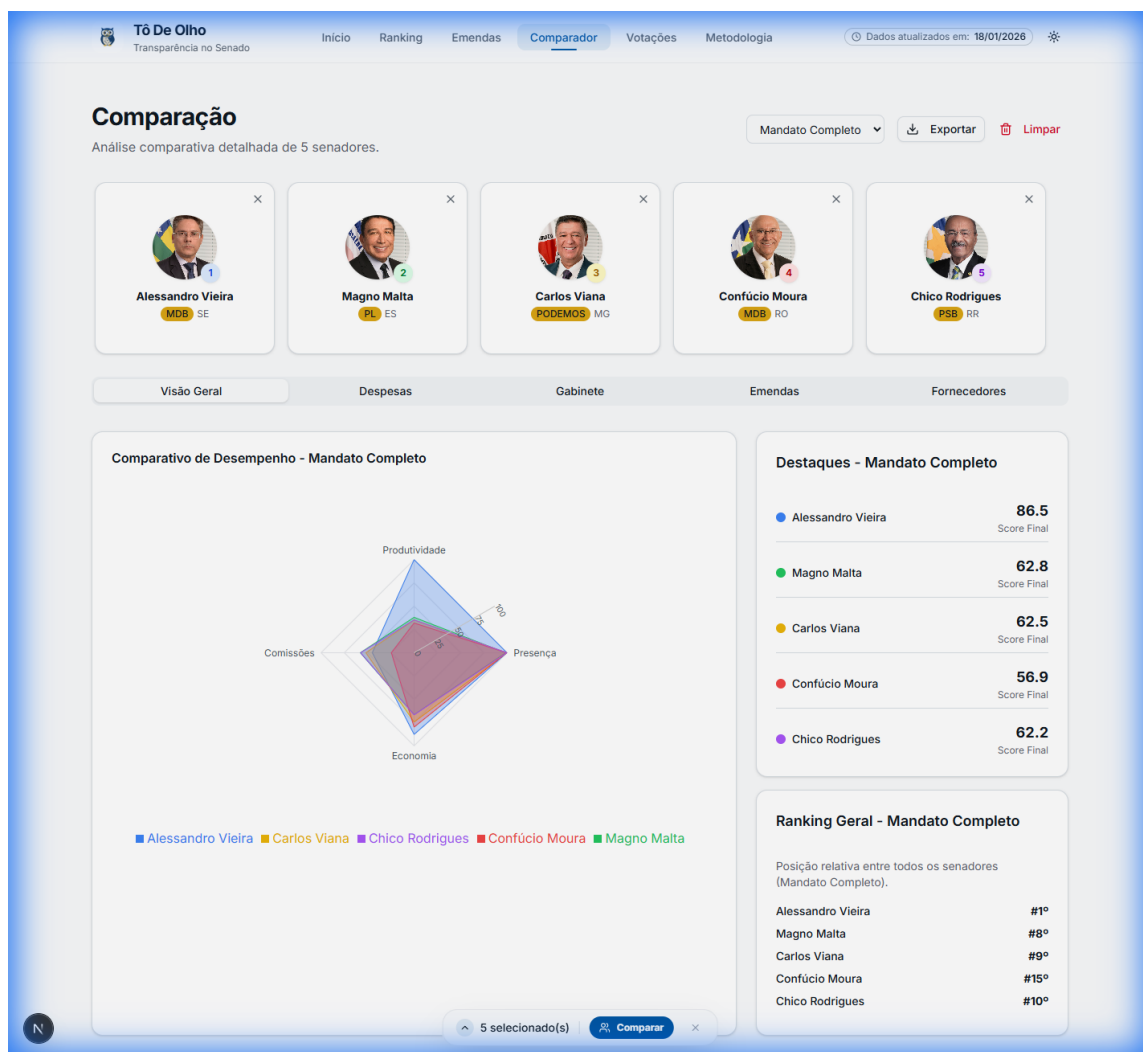 Tô De Olho
Transparência no Senado
Início
Ranking
Emendas
Comparador
Votações
Metodologia
Dados atualizados em: 18/01/2026
Comparação
Análise comparativa detalhada de 5 senadores.
Mandato Completo
Exportar
Limpar
1
Alessandro Vieira
MDB SE
2
Magno Malta
PL ES
3
Carlos Viana
PODEMOS MG
4
Confúcio Moura
MDB RO
5
Chico Rodrigues
PSB RR
Visão Geral
Despesas
Gabinete
Emendas
Fornecedores
Comparativo de Desempenho - Mandato Completo
Produtividade
100
75
50
25
0
Comissões
Presença
Economia
Alessandro Vieira Carlos Viana Chico Rodrigues Confúcio Moura Magno Malta
Destaques - Mandato Completo
Alessandro Vieira 86.5
Score Final
Magno Malta 62.8
Score Final
Carlos Viana 62.5
Score Final
Confúcio Moura 56.9
Score Final
Chico Rodrigues 62.2
Score Final
Ranking Geral - Mandato Completo
Posição relativa entre todos os senadores
(Mandato Completo).
Alessandro Vieira #1º
Magno Malta #8º
Carlos Viana #9º
Confúcio Moura #15º
Chico Rodrigues #10º
N
5 selecionado(s)
Comparar